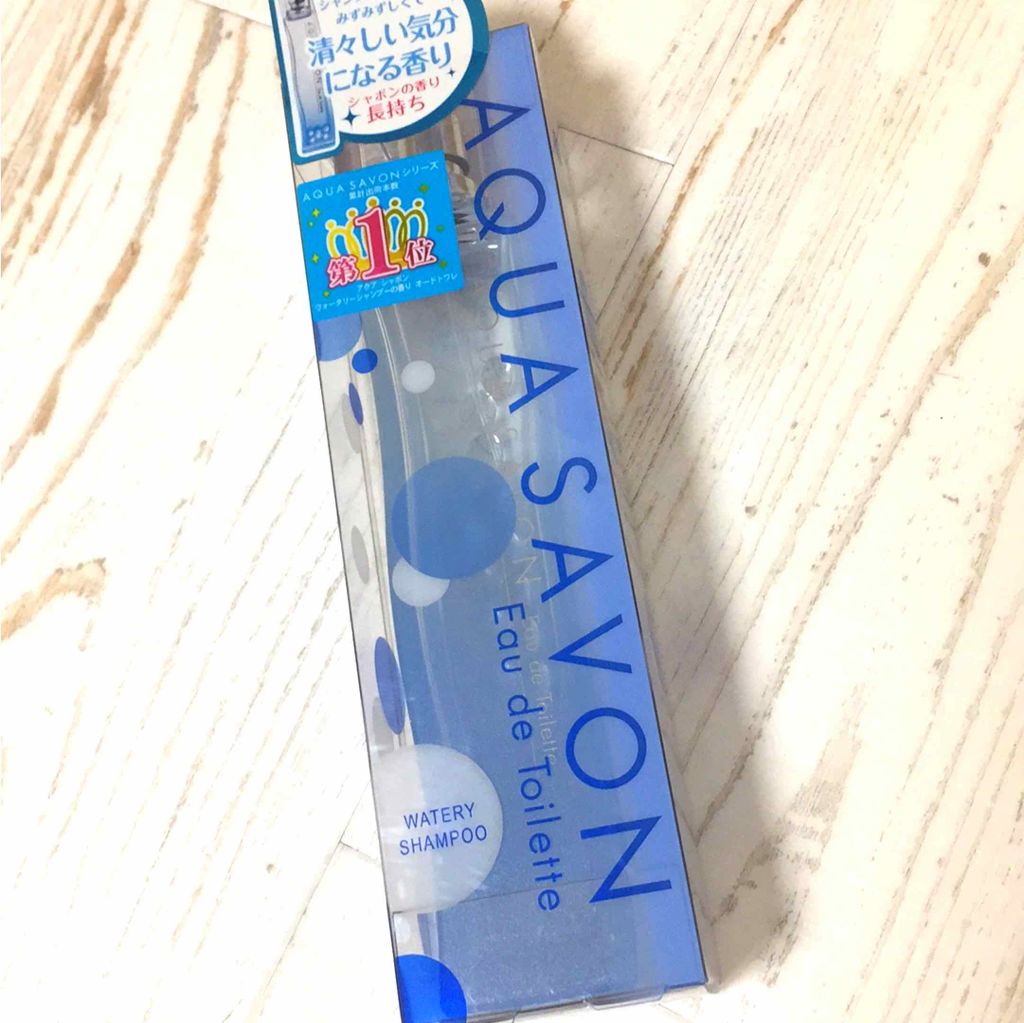 みずみずしくて
清々しい気分
になる香り
シャボンの香り
長持ち
AQUA SAVONシリーズ
累計出荷本数
第1位
アクア シャボン
ウォータリーシャンプーの香り オードトワレ
AQUA SAVON
Eau de Toilette
WATERY
SHAMPOO